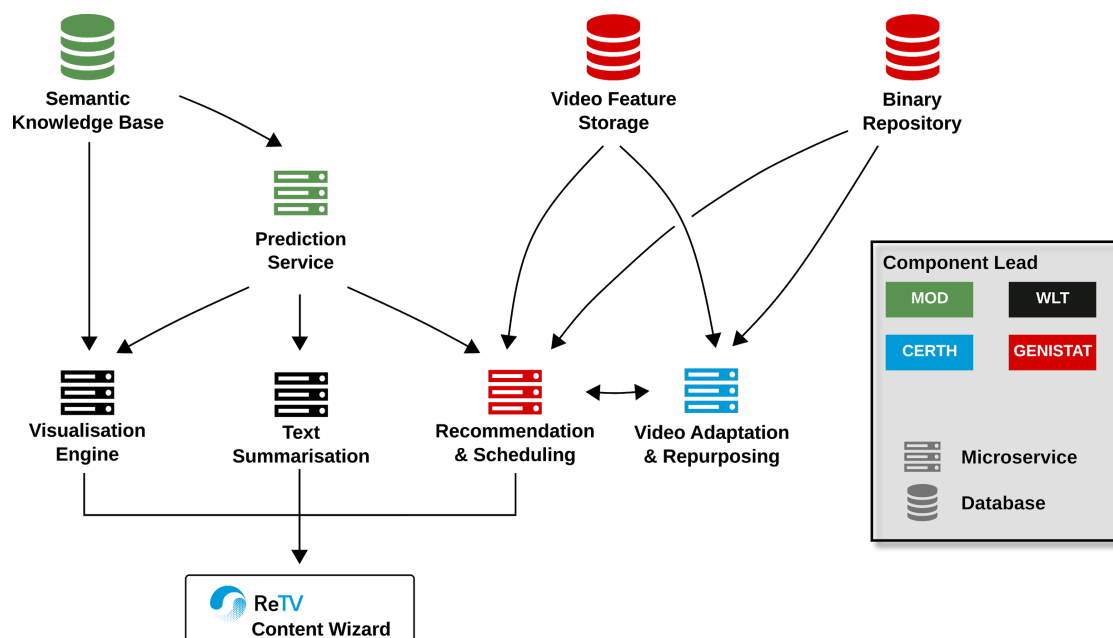 Semantic
Knowledge Base
Video Feature
Storage
Binary
Repository
Prediction
Service
Component Lead
MOD
WLT
CERTH
GENISTAT
Visualisation
Engine
Text
Summarisation
Recommendation
& Scheduling
Video Adaptation
& Repurposing
Microservice
Database
ReTV
Content Wizard